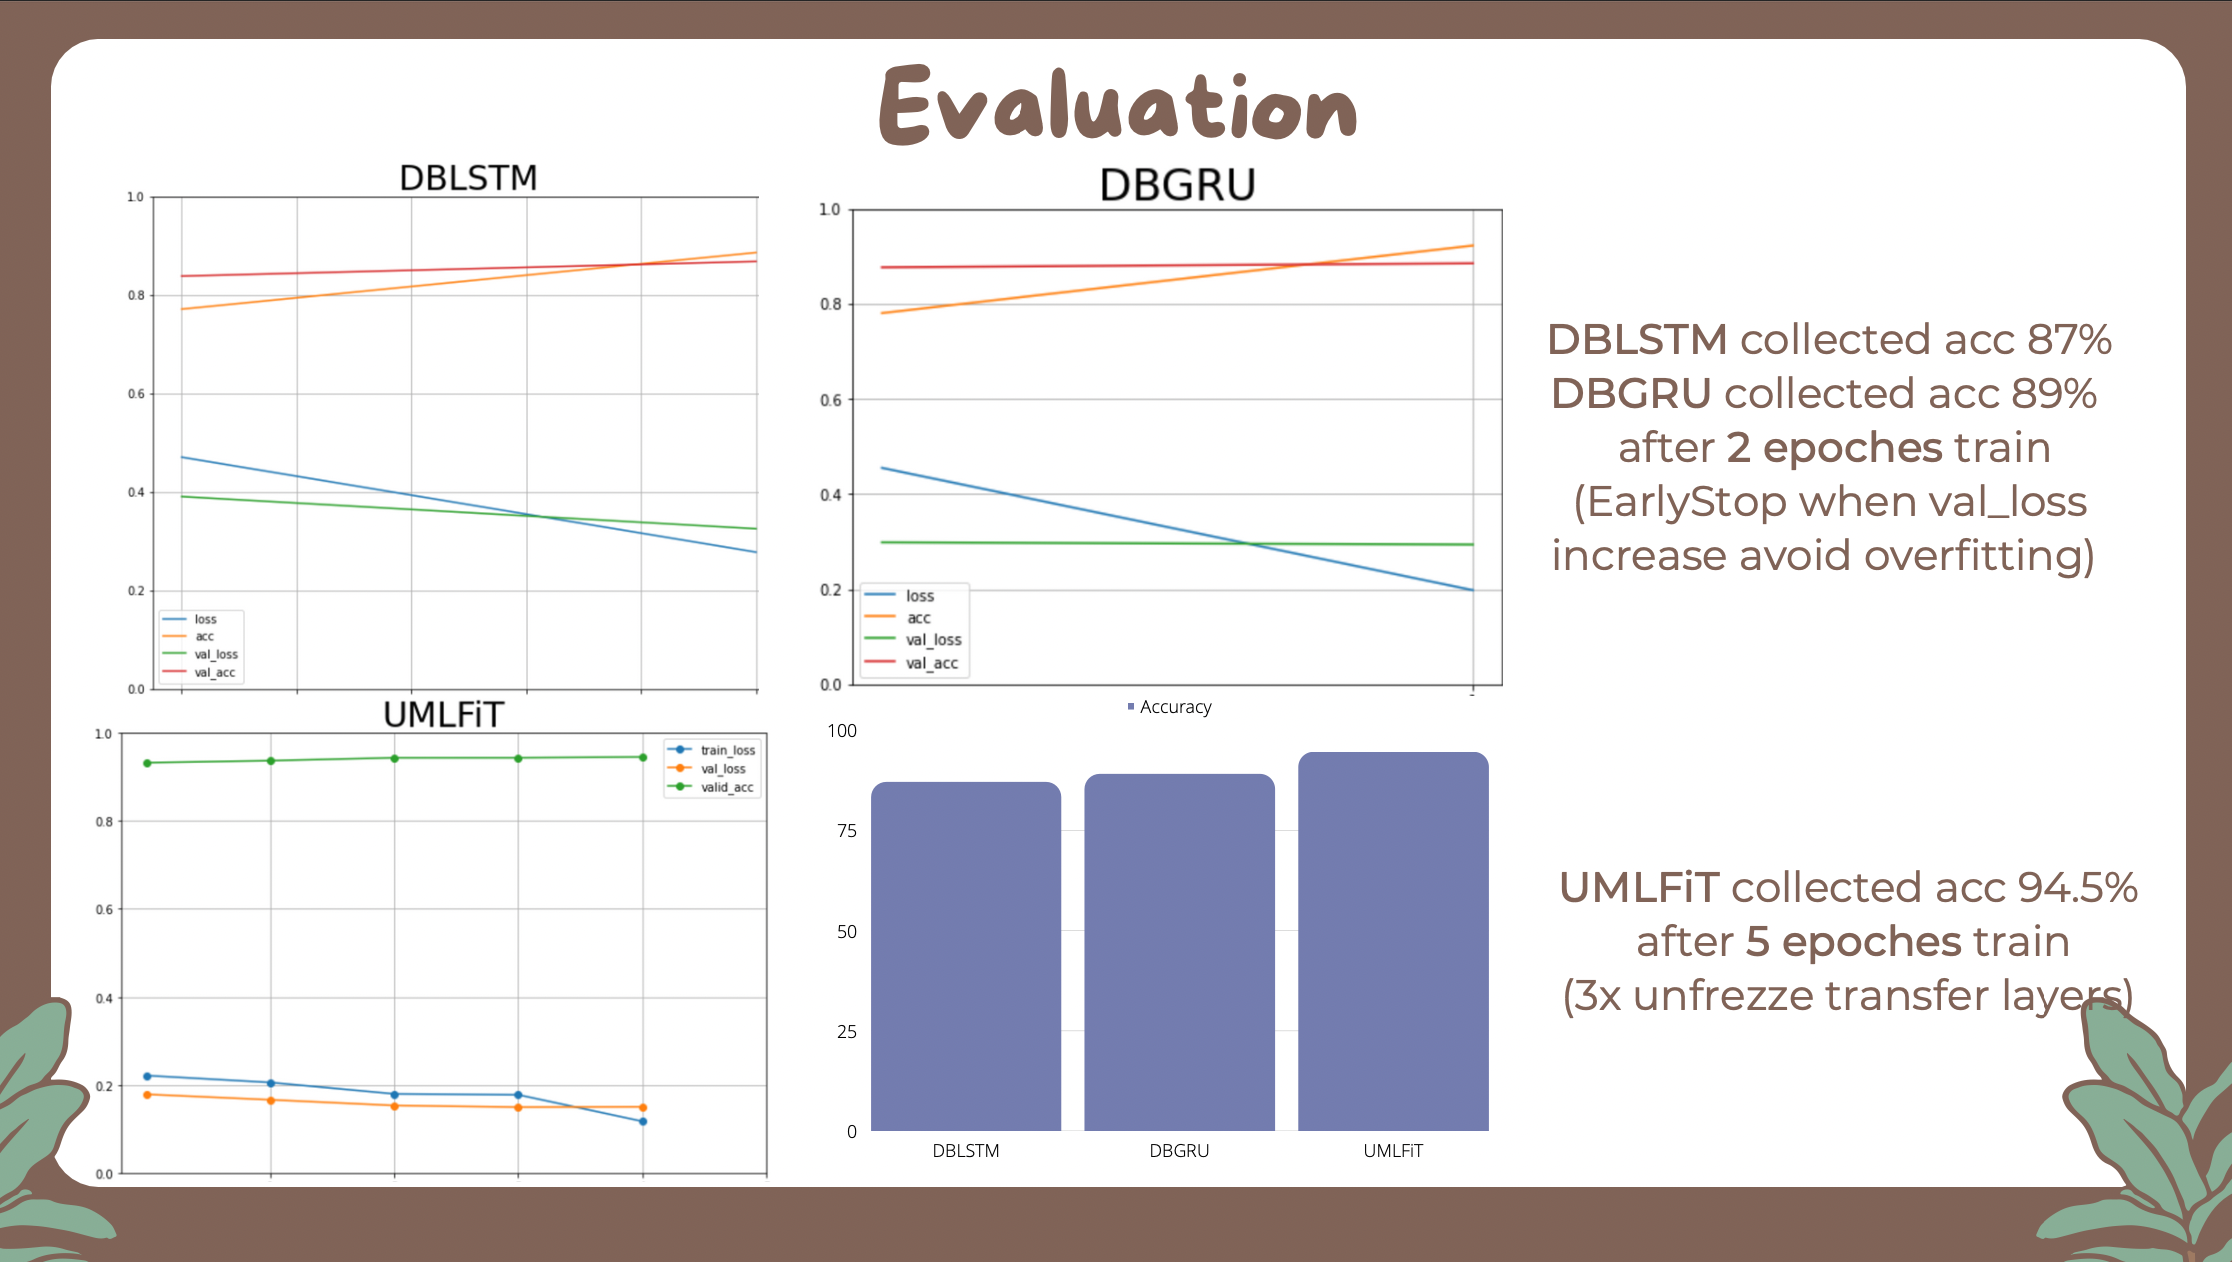 Evaluation
DBLSTM
1.0
0.8
0.6
0.4
0.2
0.0
loss
acc
val_loss
val_acc
DBGRU
1.0
0.8
0.6
0.4
0.2
0.0
loss
acc
val_loss
val_acc
DBLSTM collected acc 87%
DBGRU collected acc 89%
after 2 epoches train
(EarlyStop when val_loss
increase avoid overfitting)
UMLFiT
1.0
0.8
0.6
0.4
0.2
0.0
train_loss
val_loss
valid_acc
Accuracy
100
75
50
25
0
DBLSTM
DBGRU
UMLFiT
UMLFiT collected acc 94.5%
after 5 epoches train
(3x unfrezze transfer layers)